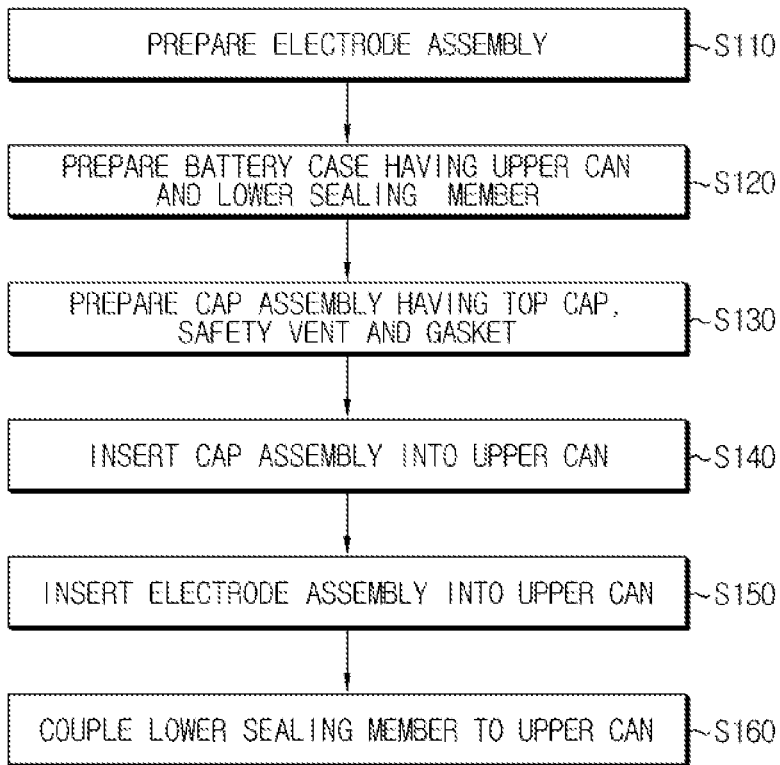 PREPARE ELECTRODE ASSEMBLY
S110
PREPARE BATTERY CASE HAVING UPPER CAN
AND LOWER SEALING MEMBER
S120
PREPARE CAP ASSEMBLY HAVING TOP CAP,
SAFETY VENT AND GASKET
S130
INSERT CAP ASSEMBLY INTO UPPER CAN
S140
INSERT ELECTRODE ASSEMBLY INTO UPPER CAN
S150
COUPLE LOWER SEALING MEMBER TO UPPER CAN
S160